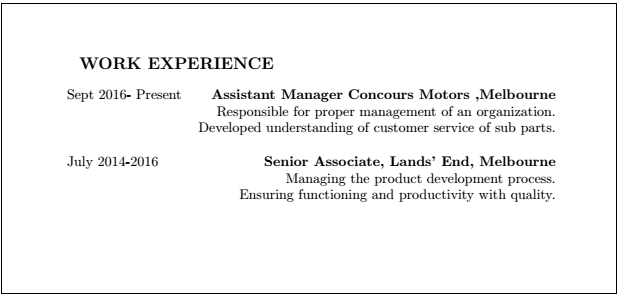 WORK EXPERIENCE
Sept 2016- Present Assistant Manager Concours Motors ,Melbourne
Responsible for proper management of an organization.
Developed understanding of customer service of sub parts.
July 2014-2016 Senior Associate, Lands' End, Melbourne
Managing the product development process.
Ensuring functioning and productivity with quality.